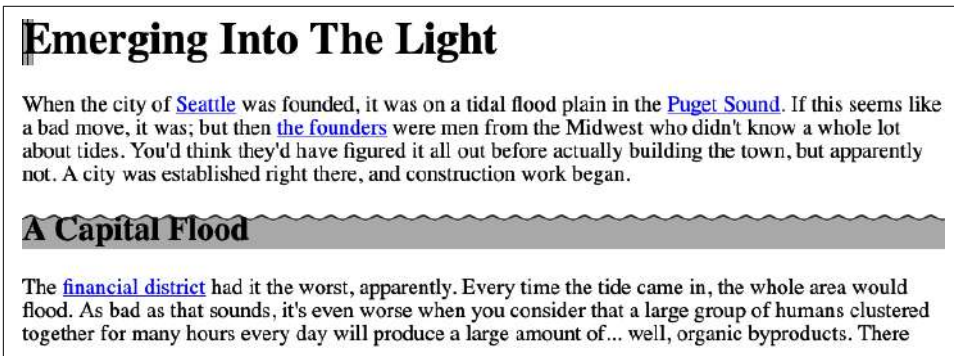 Emerging Into The Light
When the city of Seattle was founded, it was on a tidal flood plain in the Puget Sound. If this seems like
a bad move, it was; but then the founders were men from the Midwest who didn't know a whole lot
about tides. You'd think they'd have figured it all out before actually building the town, but apparently
not. A city was established right there, and construction work began.
A Capital Flood
The financial district had it the worst, apparently. Every time the tide came in, the whole area would
flood. As bad as that sounds, it's even worse when you consider that a large group of humans clustered
together for many hours every day will produce a large amount of... well, organic byproducts. There